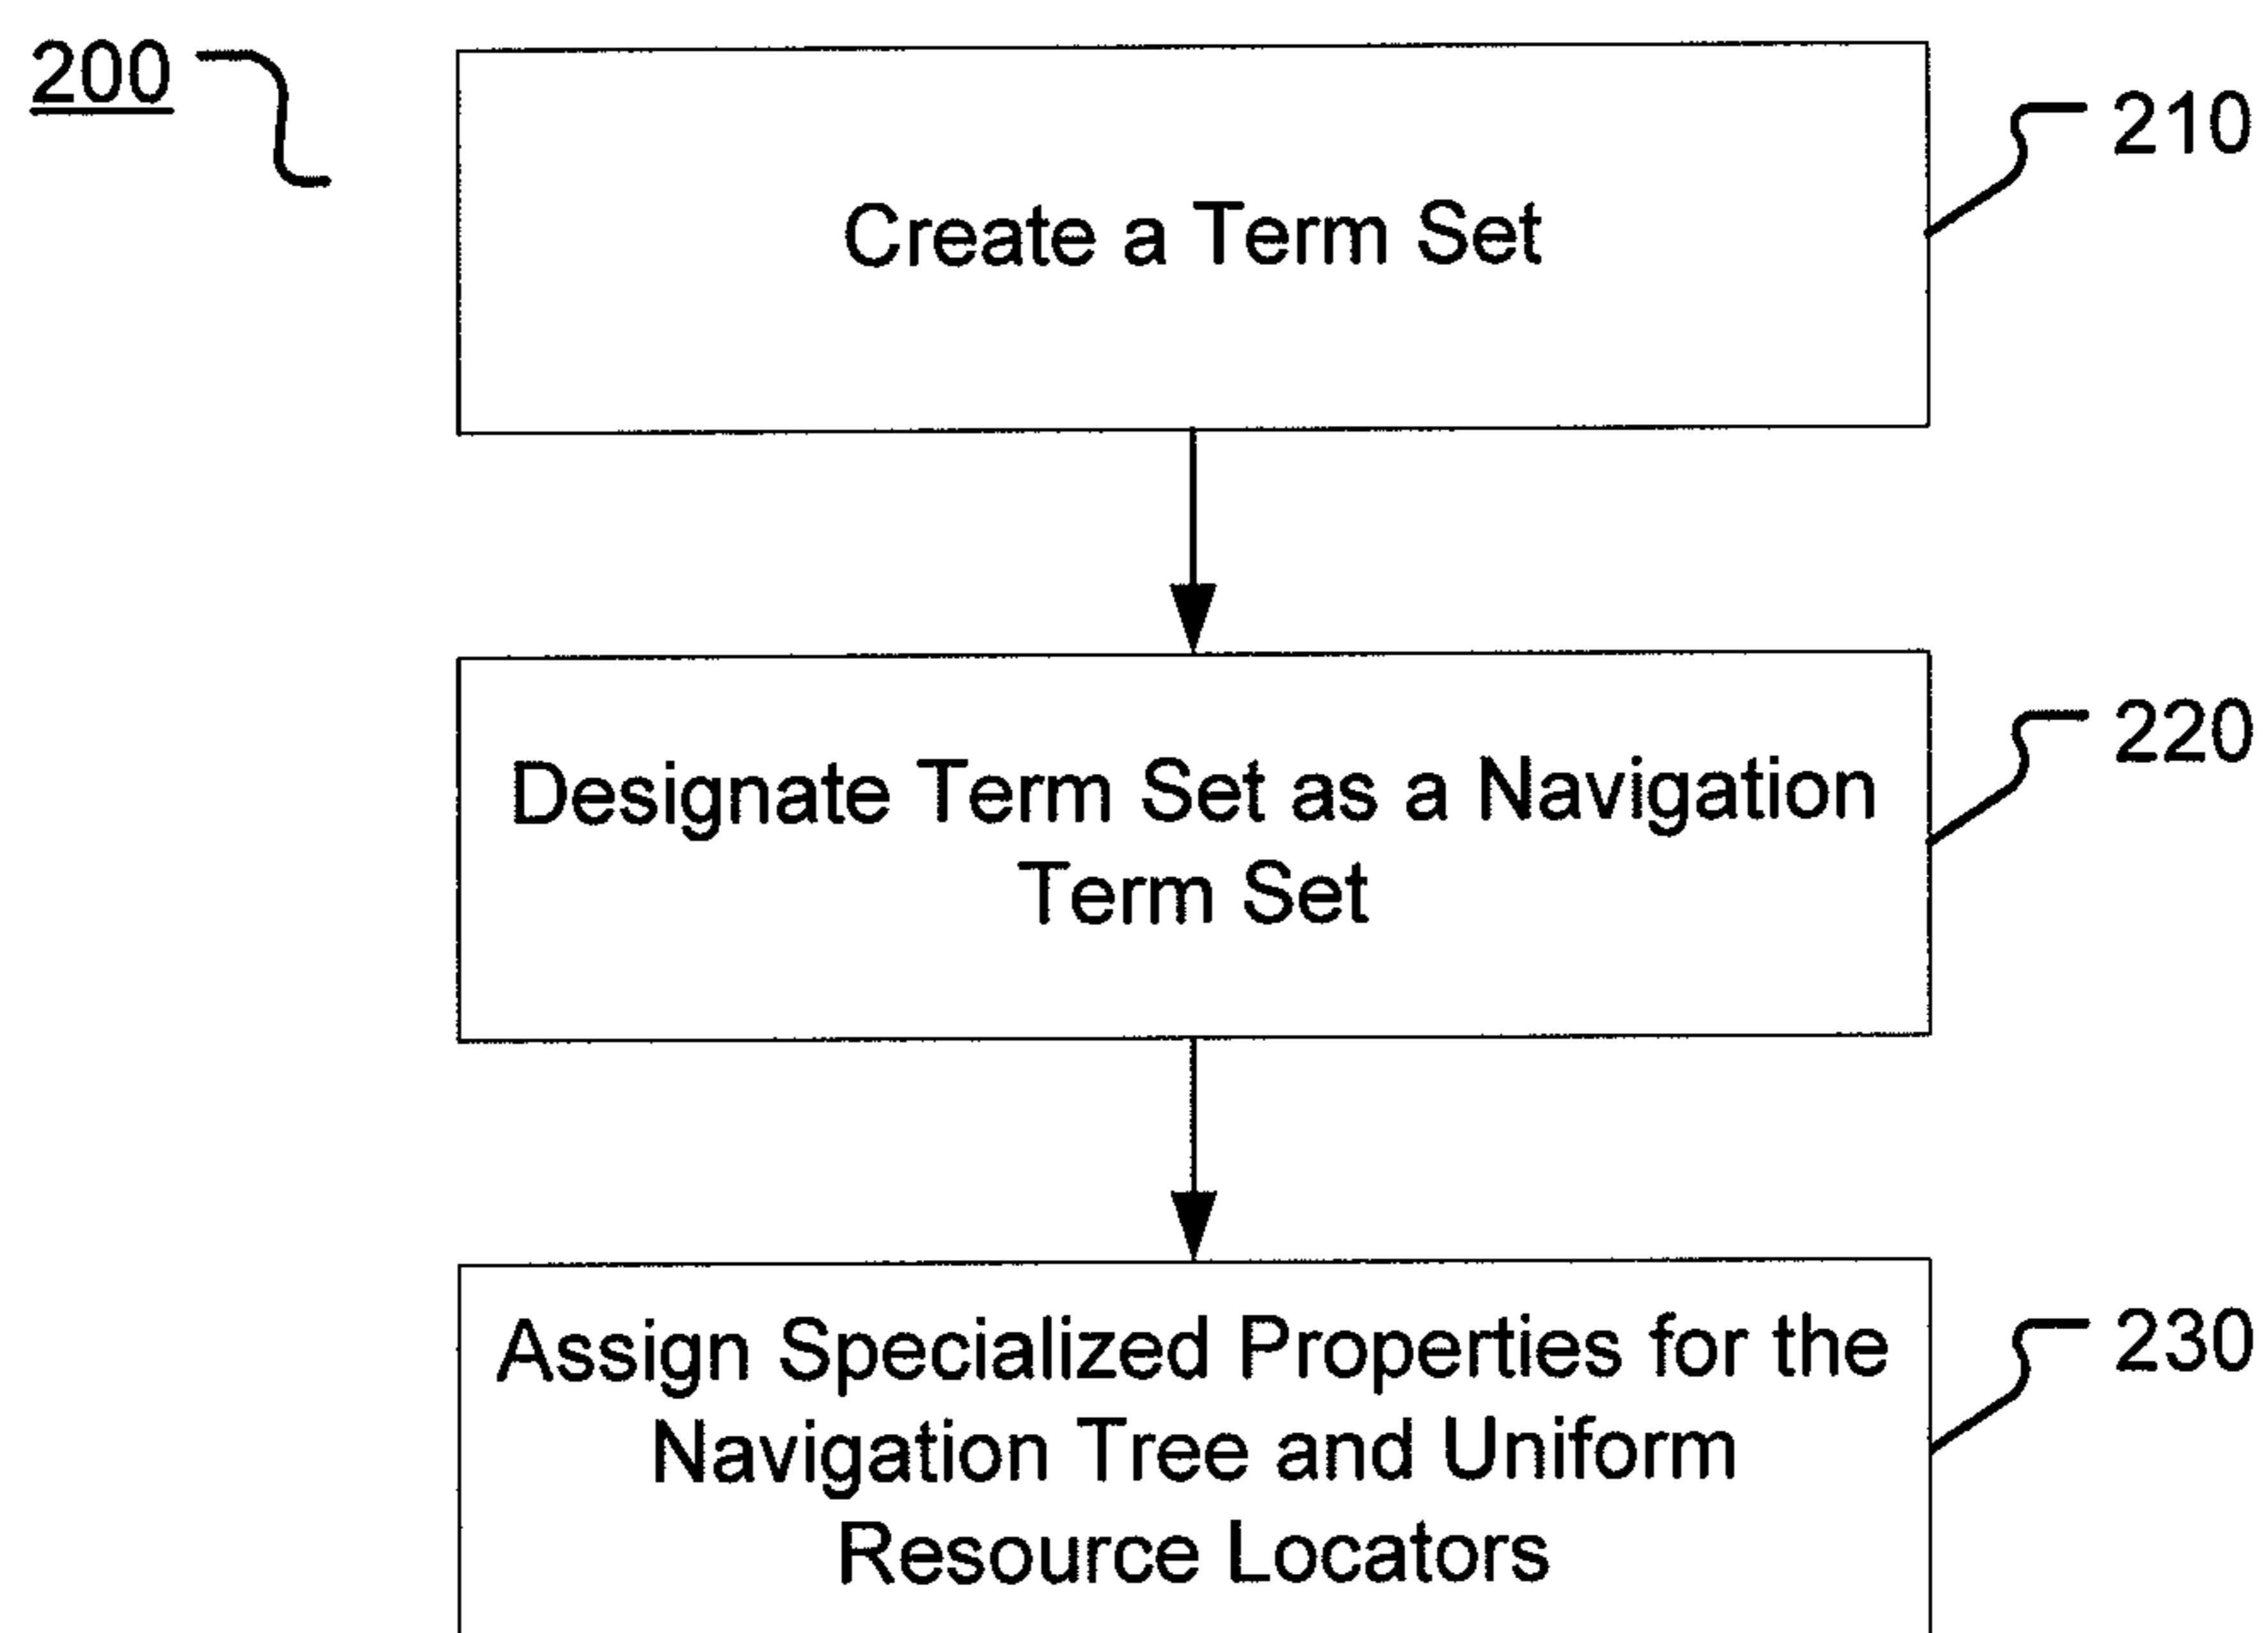 200
210
Create a Term Set
220
Designate Term Set as a Navigation
Term Set
230
Assign Specialized Properties for the
Navigation Tree and Uniform
Resource Locators